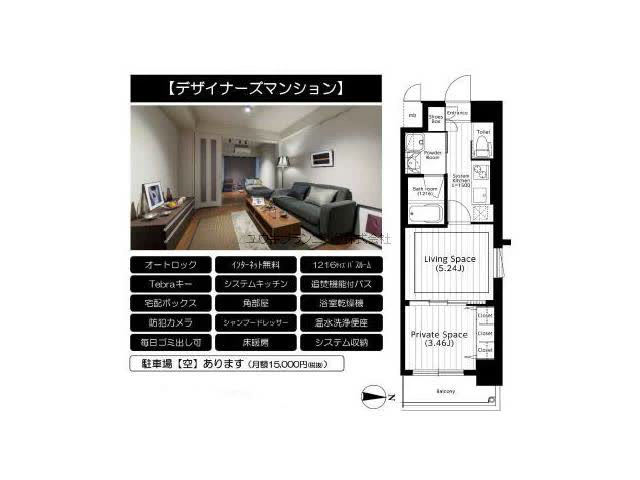 【デザイナーズマンション】
オートロック
インターネット無料
1216サイズバスルーム
Tebraキー
システムキッチン
追焚機能付バス
宅配ボックス
角部屋
浴室乾燥機
防犯カメラ
シャンプードレッサー
温水洗浄便座
毎日ゴミ出し可
床暖房
システム収納
駐車場【空】あります（月額15,000円(税抜)）
mb
Shoes Box
Entrance
Toilet
Powder Room
System Kitchen
L=1500
Bath room
(1216)
Living Space
(5.24J)
Private Space
(3.46J)
Closet
Closet
Closet
Balcony
N